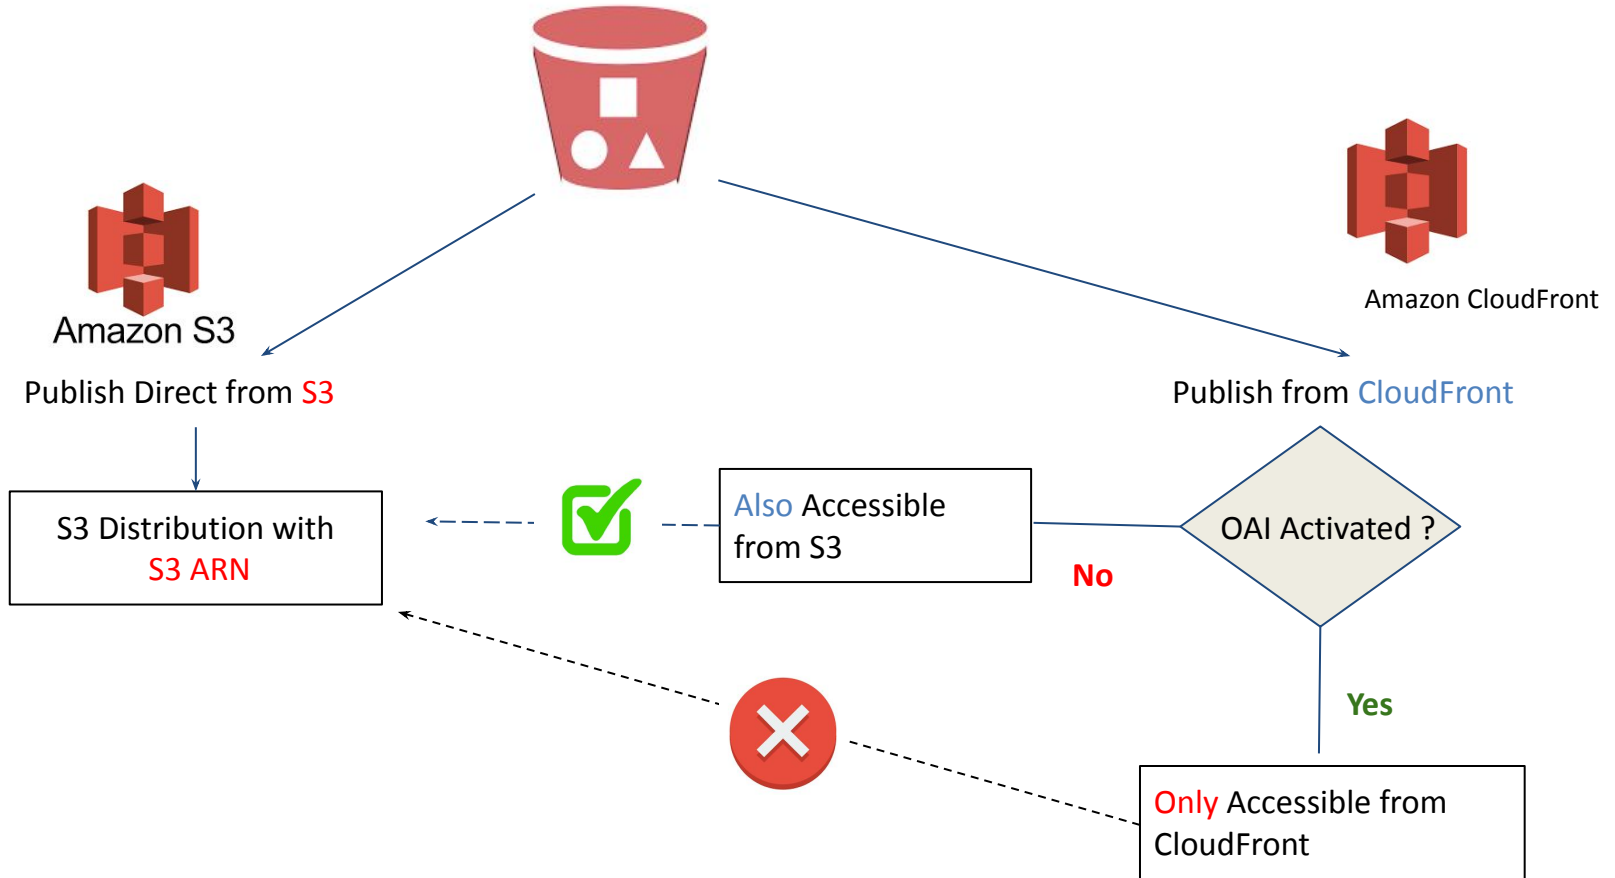 Amazon S3
Amazon CloudFront
Publish Direct from S3
Publish from CloudFront
S3 Distribution with
S3 ARN
Also Accessible
from S3
OAI Activated ?
No
Yes
Only Accessible from
CloudFront